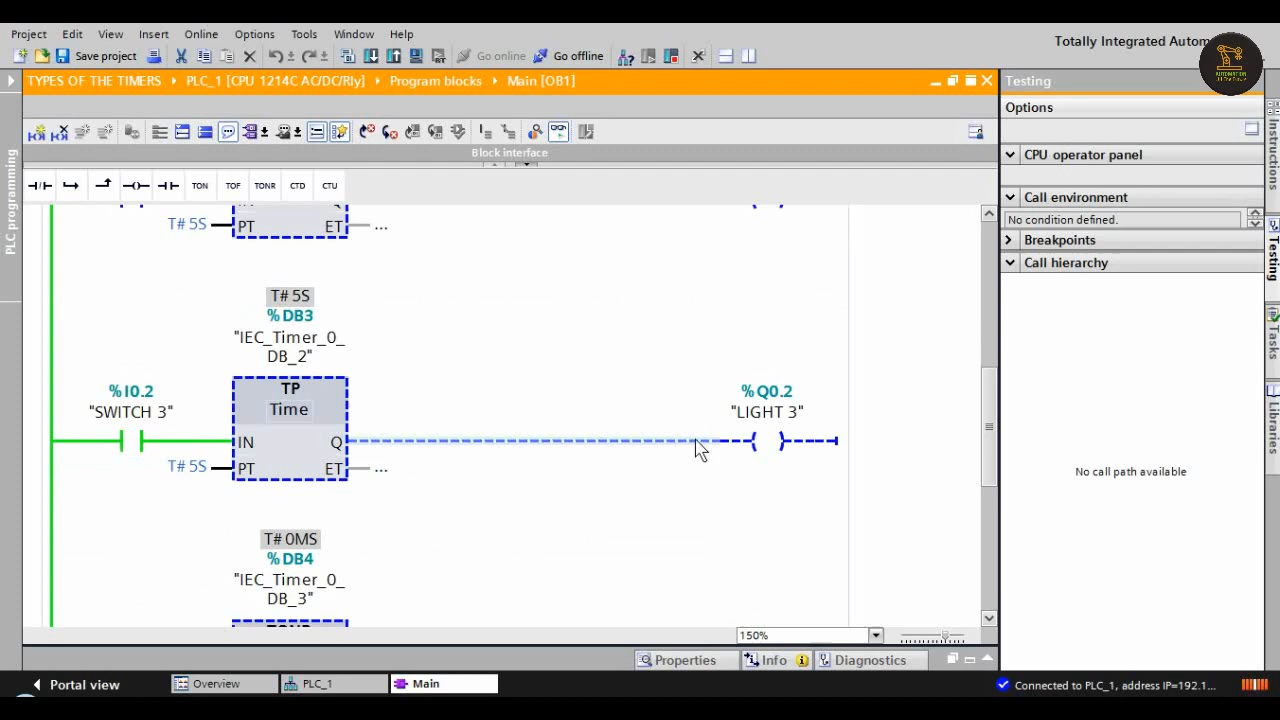 Project Edit View Insert Online Options Tools Window Help
Totally Integrated Autom
AUTOMATION
Save project
Go online
Go offline
TYPES OF THE TIMERS PLC_1 [CPU 1214C AC/DC/Rly] Program blocks Main [OB1]
Testing
Options
Block interface
CPU operator panel
TON TOF TONR CTD CTU
Call environment
No condition defined.
Breakpoints
Call hierarchy
No call path available
PLC programming
Instructions
Testing
Tasks
Libraries
T# 5S PT ET ...
T# 5S
%DB3
"IEC_Timer_0_
DB_2"
TP
Time
%I0.2
"SWITCH 3"
%Q0.2
"LIGHT 3"
IN Q
T# 5S PT ET ...
T# 0MS
%DB4
"IEC_Timer_0_
DB_3"
150%
Properties Info Diagnostics
Portal view Overview PLC_1 Main
Connected to PLC_1, address IP=192.1...